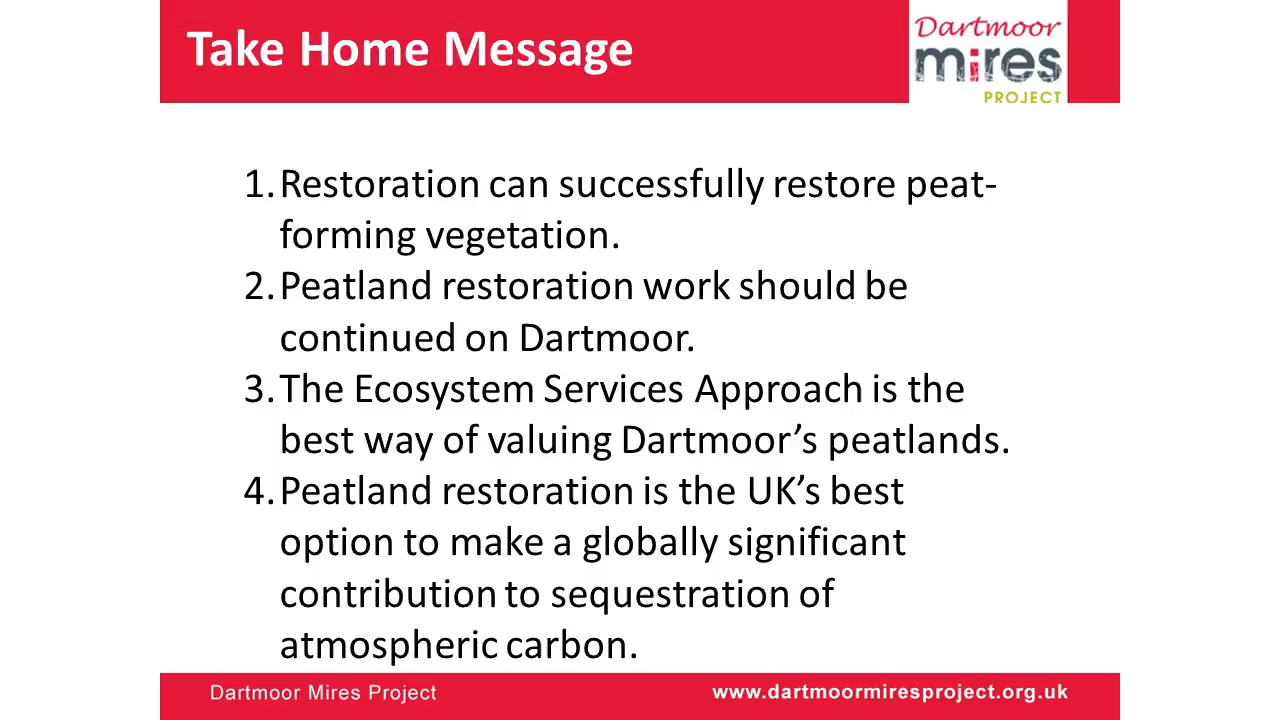 Take Home Message
Dartmoor
mires
PROJECT
1. Restoration can successfully restore peat-
forming vegetation.
2. Peatland restoration work should be
continued on Dartmoor.
3. The Ecosystem Services Approach is the
best way of valuing Dartmoor’s peatlands.
4. Peatland restoration is the UK’s best
option to make a globally significant
contribution to sequestration of
atmospheric carbon.
Dartmoor Mires Project
www.dartmoormiresproject.org.uk